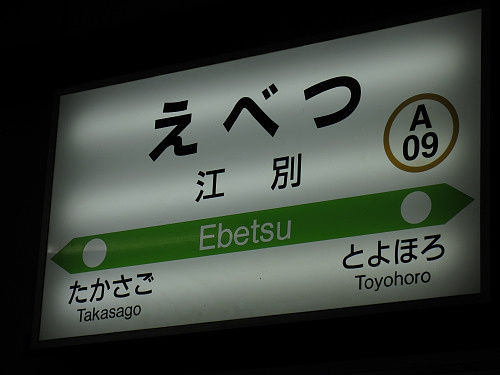 えべつ
A
09
江別
Ebetsu
たかさご
Takasago
とよほろ
Toyohoro